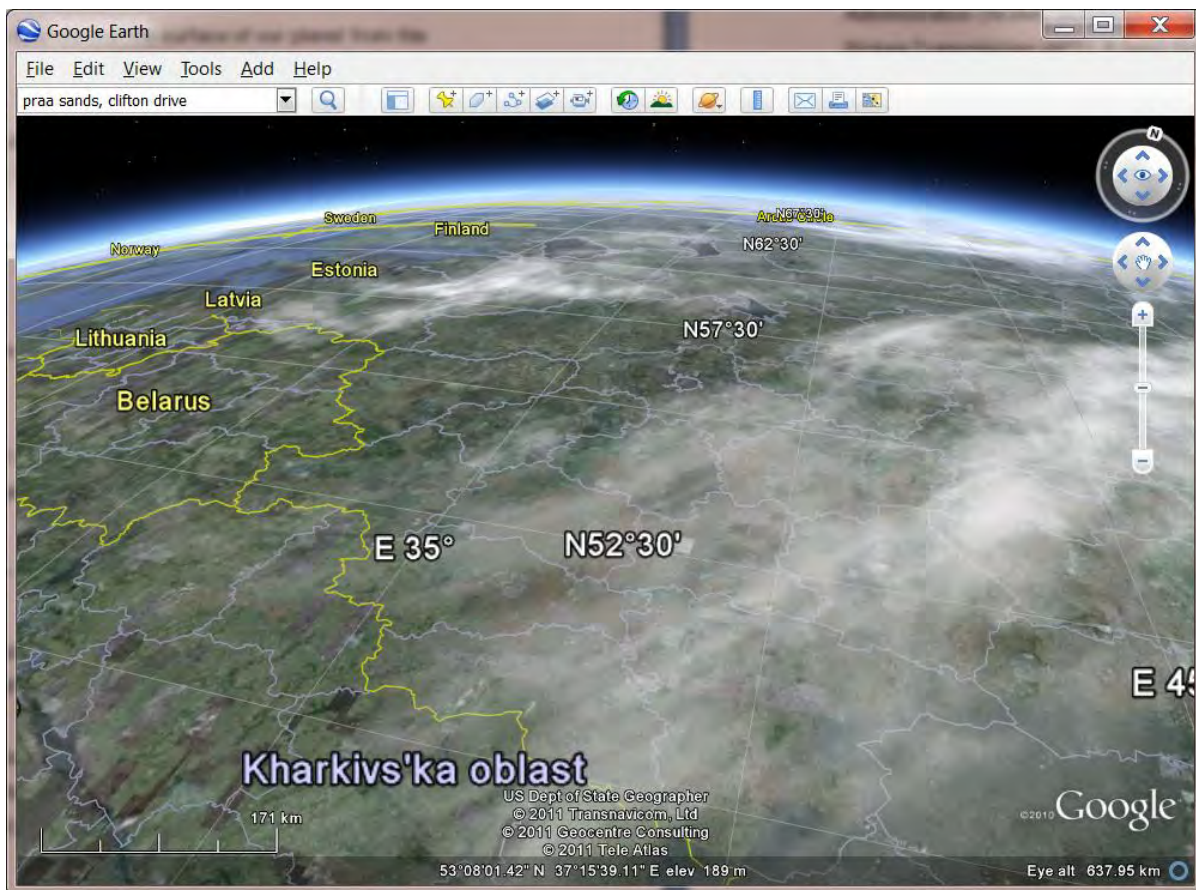 Google Earth
File Edit View Tools Add Help
praa sands, clifton drive
N
Sweden
Norway
Finland
N62°30'
Estonia
Latvia
N57°30'
Lithuania
Belarus
E 35°
N52°30'
E 45
Kharkivs'ka oblast
US Dept of State Geographer
© 2011 Transnavicom, Ltd
© 2011 Geocentre Consulting
© 2011 Tele Atlas
171 km
©2010 Google
53°08'01.42" N 37°15'39.11" E elev 189 m
Eye alt 637.95 km